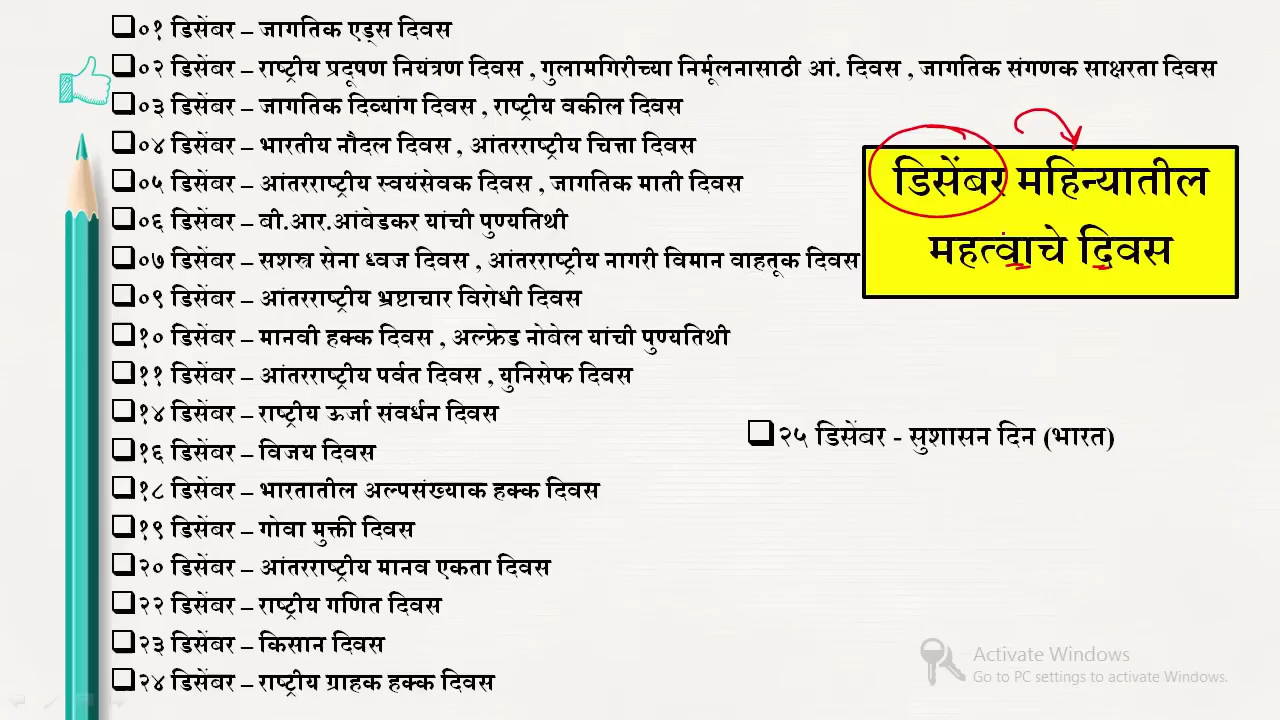 ❑०१ डिसेंबर – जागतिक एड्स दिवस
❑०२ डिसेंबर – राष्ट्रीय प्रदूषण नियंत्रण दिवस , गुलामगिरीच्या निर्मूलनासाठी आं. दिवस , जागतिक संगणक साक्षरता दिवस
❑०३ डिसेंबर – जागतिक दिव्यांग दिवस , राष्ट्रीय वकील दिवस
❑०४ डिसेंबर – भारतीय नौदल दिवस , आंतरराष्ट्रीय चित्ता दिवस
❑०५ डिसेंबर – आंतरराष्ट्रीय स्वयंसेवक दिवस , जागतिक माती दिवस
❑०६ डिसेंबर – बी.आर.आंबेडकर यांची पुण्यतिथी
❑०७ डिसेंबर – सशस्त्र सेना ध्वज दिवस , आंतरराष्ट्रीय नागरी विमान वाहतूक दिवस
❑०९ डिसेंबर – आंतरराष्ट्रीय भ्रष्टाचार विरोधी दिवस
❑१० डिसेंबर – मानवी हक्क दिवस , अल्फ्रेड नोबेल यांची पुण्यतिथी
❑११ डिसेंबर – आंतरराष्ट्रीय पर्वत दिवस , युनिसेफ दिवस
❑१४ डिसेंबर – राष्ट्रीय ऊर्जा संवर्धन दिवस
❑१६ डिसेंबर – विजय दिवस
❑१८ डिसेंबर – भारतातील अल्पसंख्याक हक्क दिवस
❑१९ डिसेंबर – गोवा मुक्ती दिवस
❑२० डिसेंबर – आंतरराष्ट्रीय मानव एकता दिवस
❑२२ डिसेंबर – राष्ट्रीय गणित दिवस
❑२३ डिसेंबर – किसान दिवस
❑२४ डिसेंबर – राष्ट्रीय ग्राहक हक्क दिवस
डिसेंबर महिन्यातील
महत्वाचे दिवस
❑२५ डिसेंबर - सुशासन दिन (भारत)
Activate Windows
Go to PC settings to activate Windows.